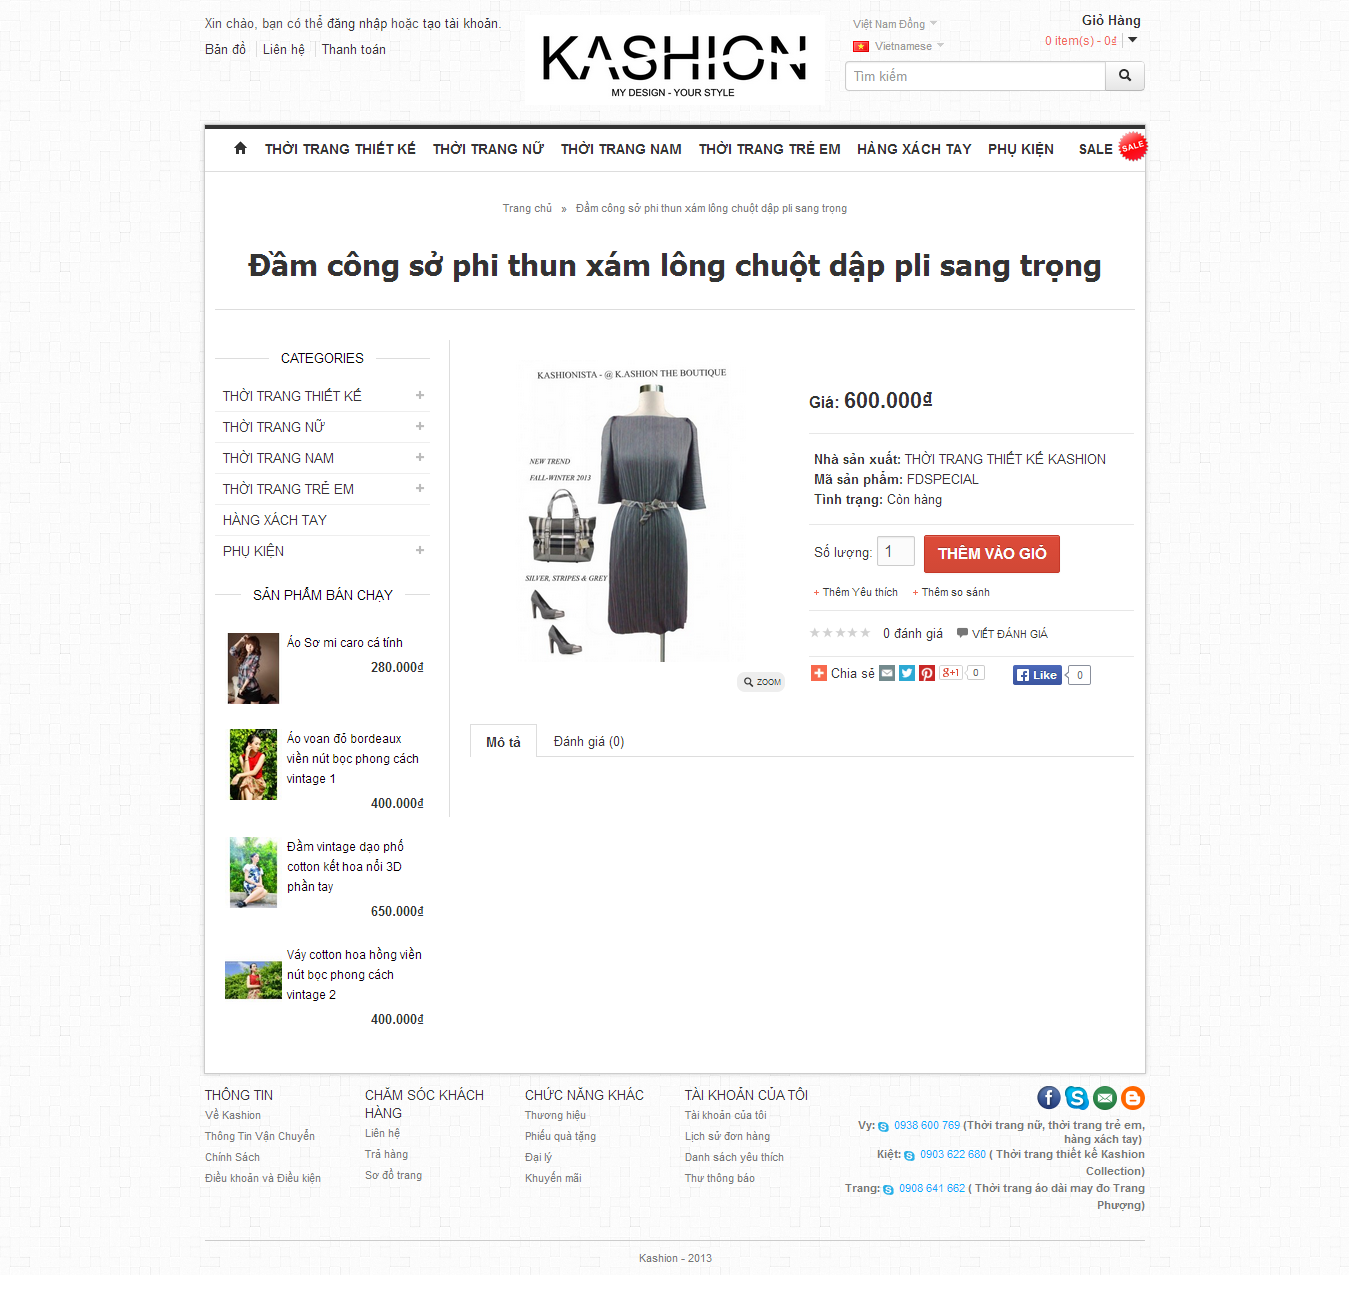 Xin chào, bạn có thể đăng nhập hoặc tạo tài khoản.
Bản đồ Liên hệ Thanh toán
KASHION
MY DESIGN - YOUR STYLE
Việt Nam Đồng
Vietnamese
Giỏ Hàng
0 item(s) - 0₫
Tìm kiếm
THỜI TRANG THIẾT KẾ THỜI TRANG NỮ THỜI TRANG NAM THỜI TRANG TRẺ EM HÀNG XÁCH TAY PHỤ KIỆN SALE SALE
Trang chủ » Đầm công sở phi thun xám lông chuột dập pli sang trọng
Đầm công sở phi thun xám lông chuột dập pli sang trọng
CATEGORIES
THỜI TRANG THIẾT KẾ +
THỜI TRANG NỮ +
THỜI TRANG NAM +
THỜI TRANG TRẺ EM +
HÀNG XÁCH TAY
PHỤ KIỆN +
SẢN PHẨM BÁN CHẠY
Áo Sơ mi caro cá tính
280.000₫
Áo voan đỏ bordeaux
viền nút bọc phong cách
vintage 1
400.000₫
Đầm vintage dạo phố
cotton kết hoa nổi 3D
phần tay
650.000₫
Váy cotton hoa hồng viền
nút bọc phong cách
vintage 2
400.000₫
KASHIONISTA - @ K.ASHION THE BOUTIQUE
NEW TREND
FALL-WINTER 2013
SILVER, STRIPES & GREY
ZOOM
Giá: 600.000₫
Nhà sản xuất: THỜI TRANG THIẾT KẾ KASHION
Mã sản phẩm: FDSPECIAL
Tình trạng: Còn hàng
Số lượng: 1 THÊM VÀO GIỎ
+ Thêm Yêu thích + Thêm so sánh
0 đánh giá VIẾT ĐÁNH GIÁ
Chia sẻ g+1 0 Like 0
Mô tả Đánh giá (0)
THÔNG TIN
Về Kashion
Thông Tin Vận Chuyển
Chính Sách
Điều khoản và Điều kiện
CHĂM SÓC KHÁCH
HÀNG
Liên hệ
Trả hàng
Sơ đồ trang
CHỨC NĂNG KHÁC
Thương hiệu
Phiếu quà tặng
Đại lý
Khuyến mãi
TÀI KHOẢN CỦA TÔI
Tài khoản của tôi
Lịch sử đơn hàng
Danh sách yêu thích
Thư thông báo
Vy: 0938 600 769 (Thời trang nữ, thời trang trẻ em,
hàng xách tay)
Kiệt: 0903 622 680 ( Thời trang thiết kế Kashion
Collection)
Trang: 0908 641 662 ( Thời trang áo dài may đo Trang
Phượng)
Kashion - 2013